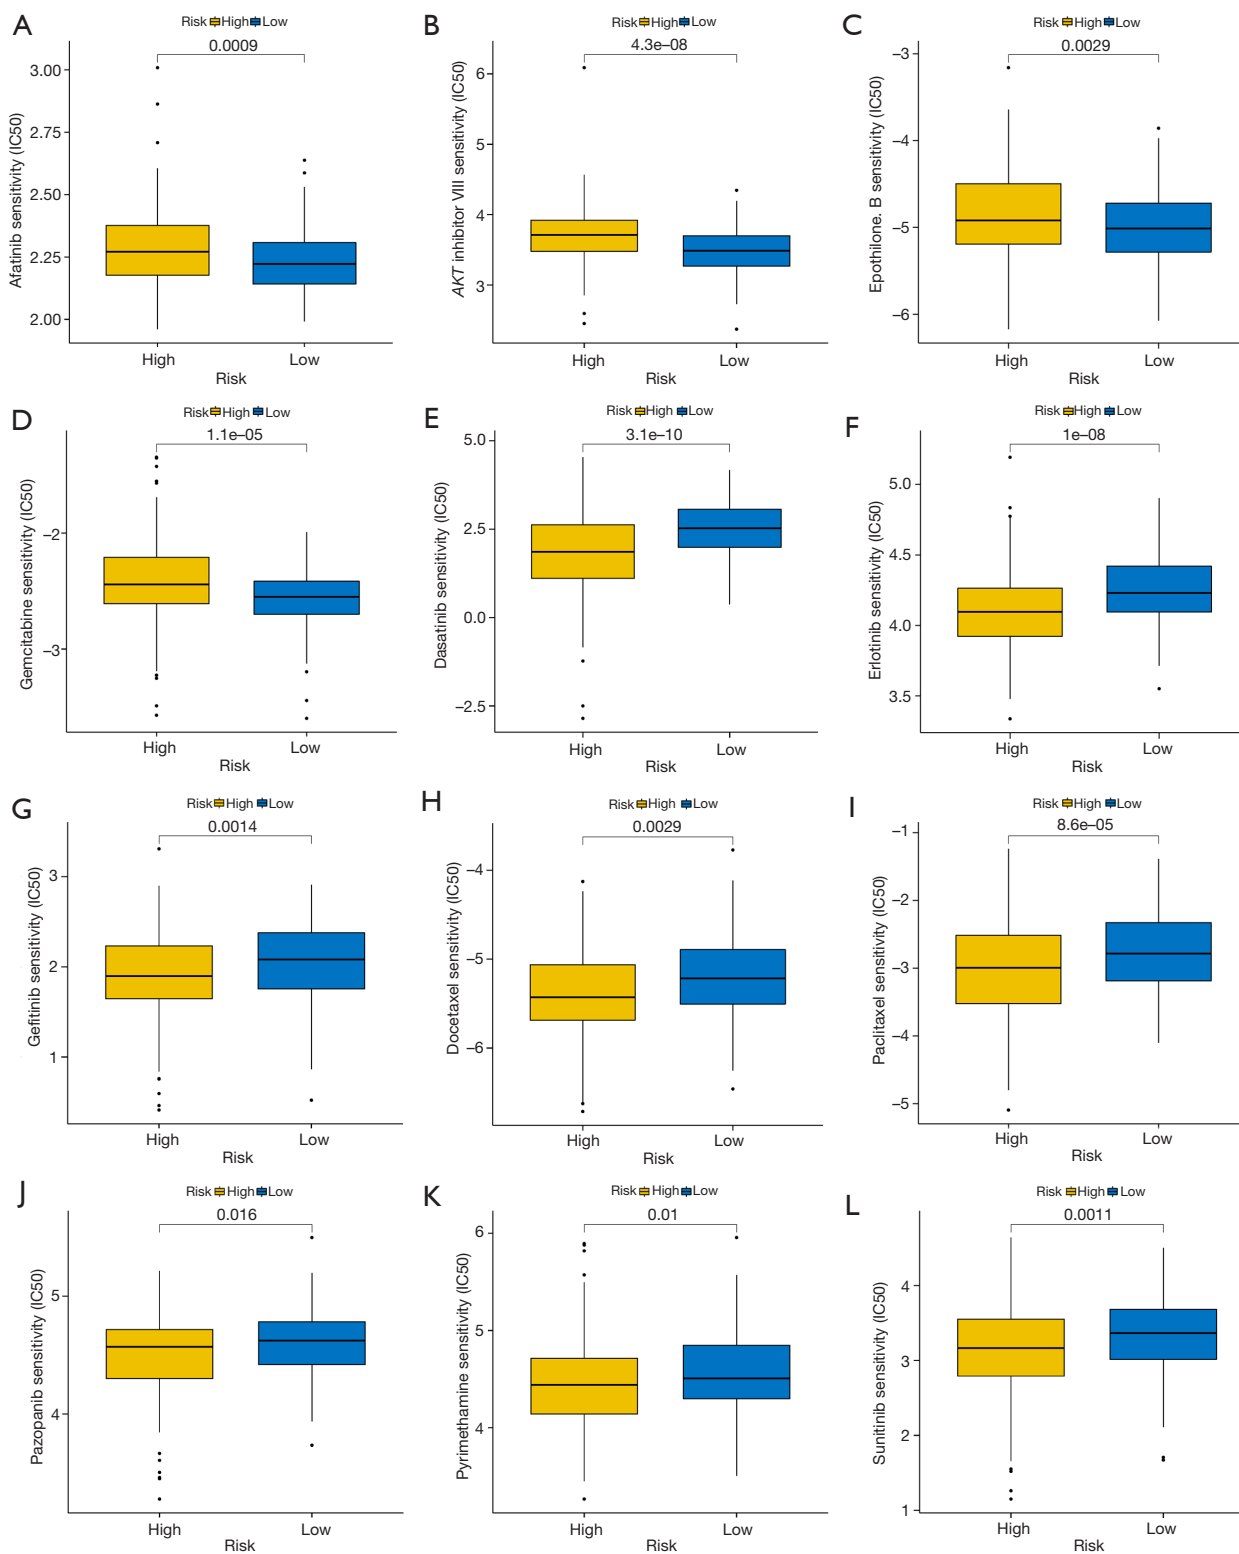 A
Risk High Low
0.0009
Afatinib sensitivity (IC50)
3.00
2.75
2.50
2.25
2.00
High Low
Risk
B
Risk High Low
4.3e–08
AKT inhibitor VIII sensitivity (IC50)
6
5
4
3
High Low
Risk
C
Risk High Low
0.0029
Epothilone. B sensitivity (IC50)
–3
–4
–5
–6
High Low
Risk
D
Risk High Low
1.1e–05
Gemcitabine sensitivity (IC50)
–2
–3
High Low
Risk
E
Risk High Low
3.1e–10
Dasatinib sensitivity (IC50)
5.0
2.5
0.0
–2.5
High Low
Risk
F
Risk High Low
1e–08
Erlotinib sensitivity (IC50)
5.0
4.5
4.0
3.5
High Low
Risk
G
Risk High Low
0.0014
Gefitinib sensitivity (IC50)
3
2
1
High Low
Risk
H
Risk High Low
0.0029
Docetaxel sensitivity (IC50)
–4
–5
–6
High Low
Risk
I
Risk High Low
8.6e–05
Paclitaxel sensitivity (IC50)
–1
–2
–3
–4
–5
High Low
Risk
J
Risk High Low
0.016
Pazopanib sensitivity (IC50)
5
4
High Low
Risk
K
Risk High Low
0.01
Pyrimethamine sensitivity (IC50)
6
5
4
High Low
Risk
L
Risk High Low
0.0011
Sunitinib sensitivity (IC50)
4
3
2
1
High Low
Risk